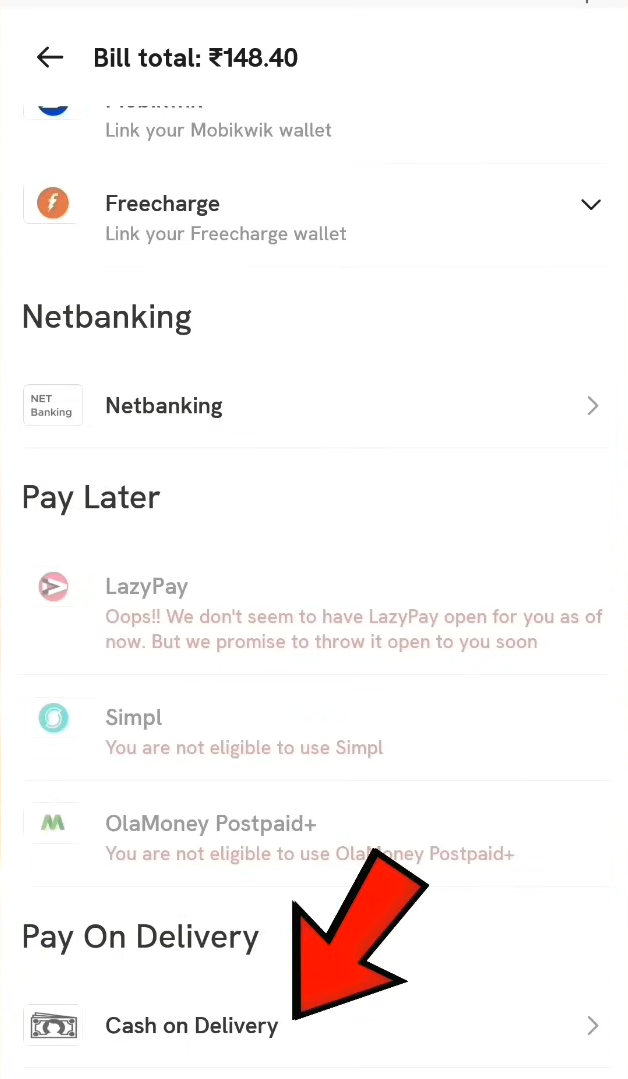 Bill total: ₹148.40
Link your Mobikwik wallet
Freecharge
Link your Freecharge wallet
Netbanking
NET
Banking
Netbanking
Pay Later
LazyPay
Oops!! We don't seem to have LazyPay open for you as of
now. But we promise to throw it open to you soon
Simpl
You are not eligible to use Simpl
OlaMoney Postpaid+
You are not eligible to use OlaMoney Postpaid+
Pay On Delivery
Cash on Delivery